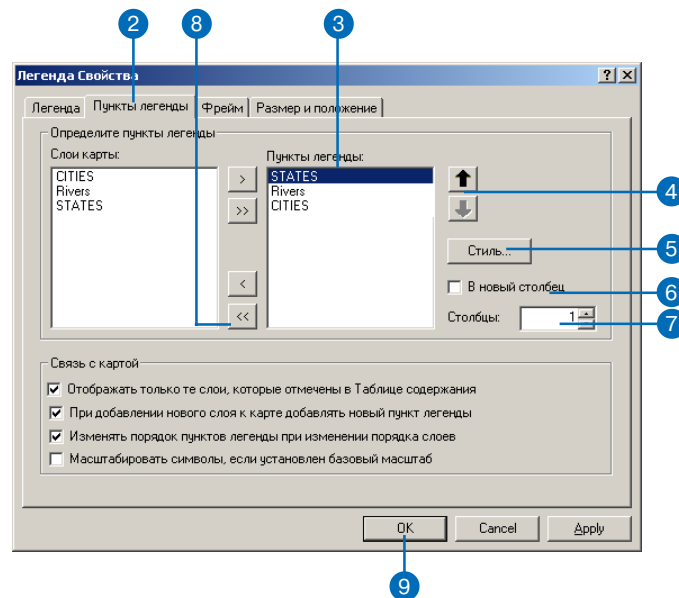 2 8 3
Легенда Свойства ? ×
Легенда Пункты легенды Фрейм Размер и положение
Определите пункты легенды
Слои карты: Пункты легенды:
CITIES > STATES
Rivers Rivers 4
STATES >> CITIES
Стиль... 5
< В новый столбец 6
<< Столбцы: 1 7
Связь с картой
Отображать только те слои, которые отмечены в Таблице содержания
При добавлении нового слоя к карте добавлять новый пункт легенды
Изменять порядок пунктов легенды при изменении порядка слоев
Масштабировать символы, если установлен базовый масштаб
OK Cancel Apply
9